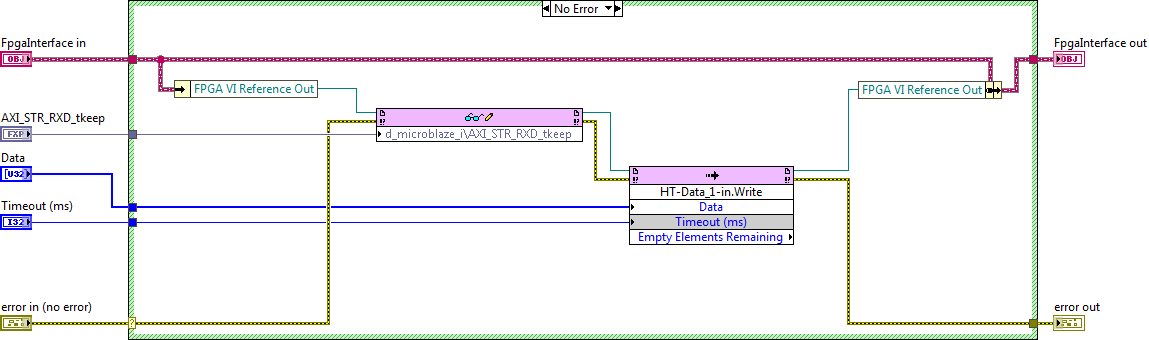 No Error
FpgaInterface in
OBJ
FpgaInterface out
OBJ
FPGA VI Reference Out
FPGA VI Reference Out
AXI_STR_RXD_tkeep
FXP
d_microblaze_i\AXI_STR_RXD_tkeep
Data
U32
HT-Data_1-in.Write
Data
Timeout (ms)
I32
Timeout (ms)
Empty Elements Remaining
error in (no error)
?
error out